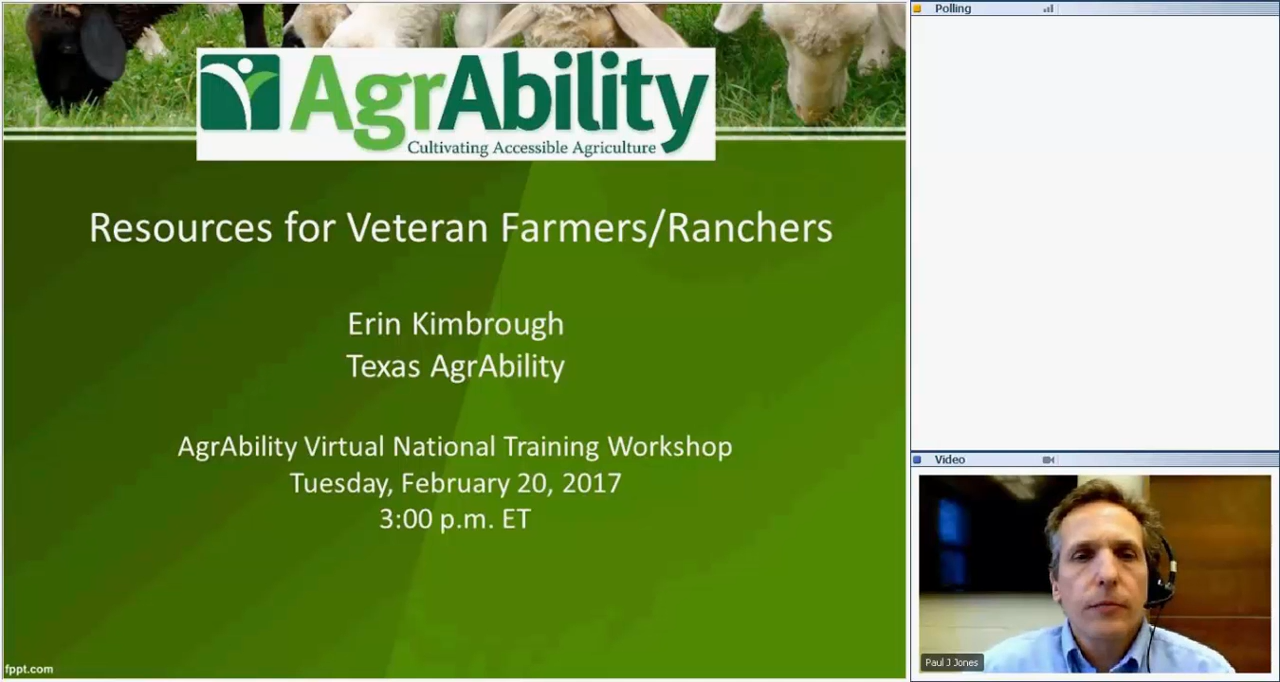 AgrAbility
Cultivating Accessible Agriculture
Resources for Veteran Farmers/Ranchers
Erin Kimbrough
Texas AgrAbility
AgrAbility Virtual National Training Workshop
Tuesday, February 20, 2017
3:00 p.m. ET
fppt.com
Polling
Video
Paul J Jones